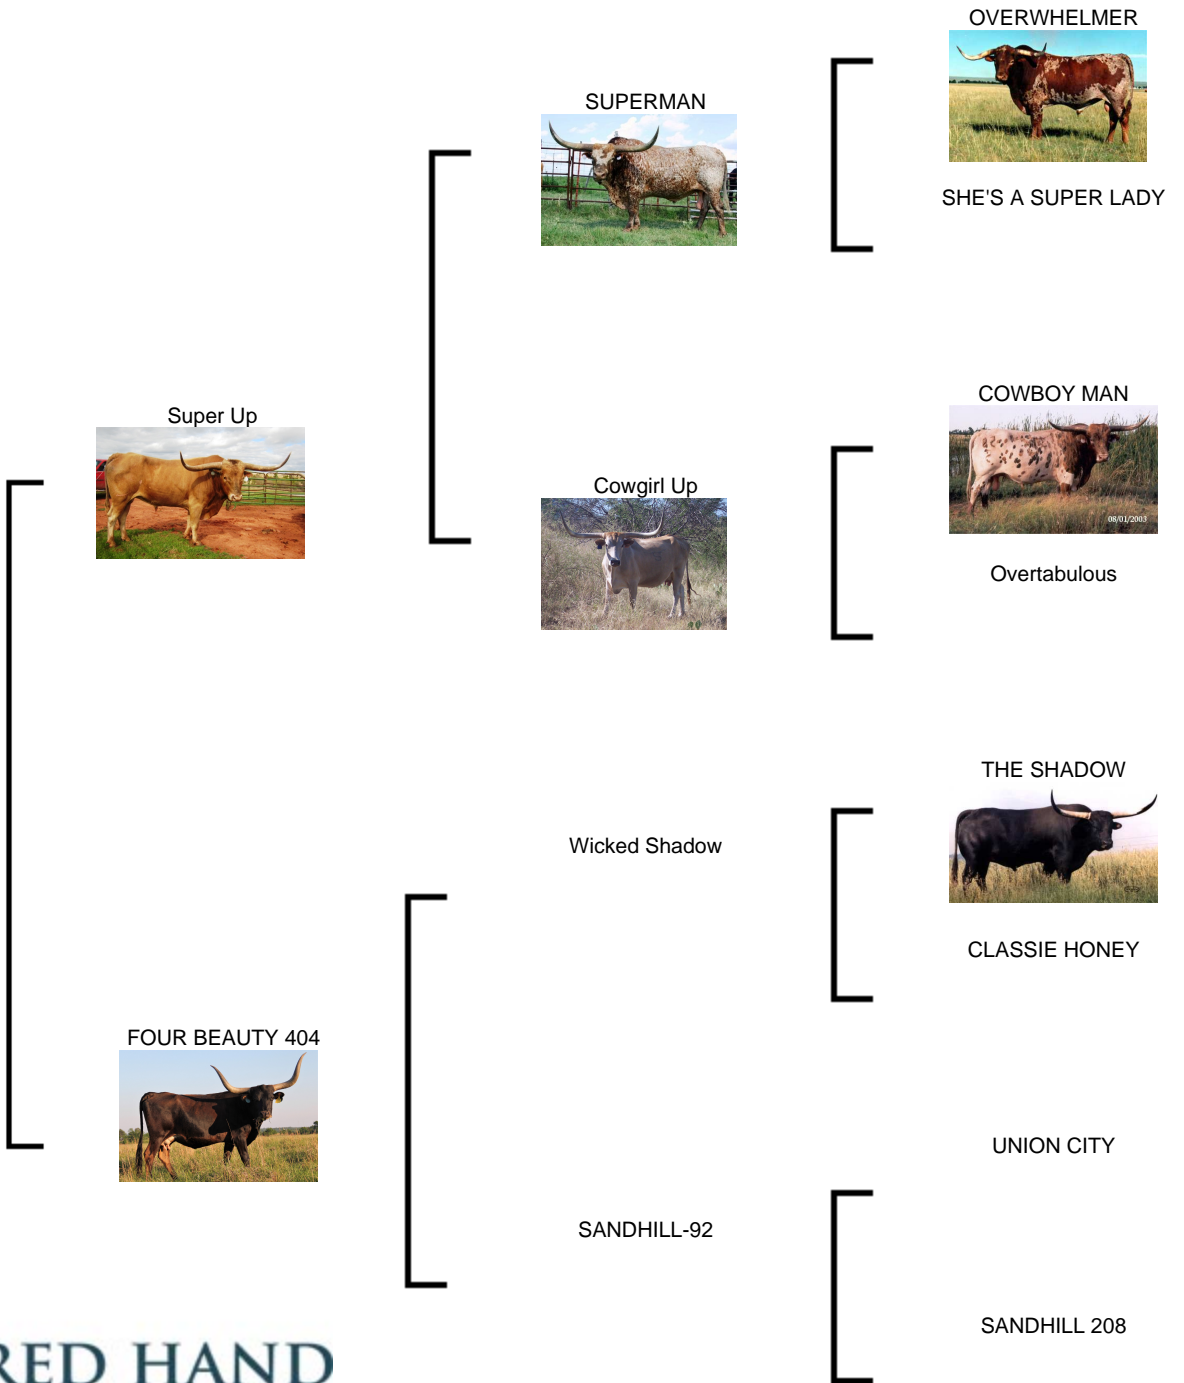 OVERWHELMER
SUPERMAN
SHE'S A SUPER LADY
COWBOY MAN
Super Up
Cowgirl Up
08/01/2003
Overtabulous
THE SHADOW
Wicked Shadow
CLASSIE HONEY
FOUR BEAUTY 404
UNION CITY
SANDHILL-92
SANDHILL 208
RED HAND